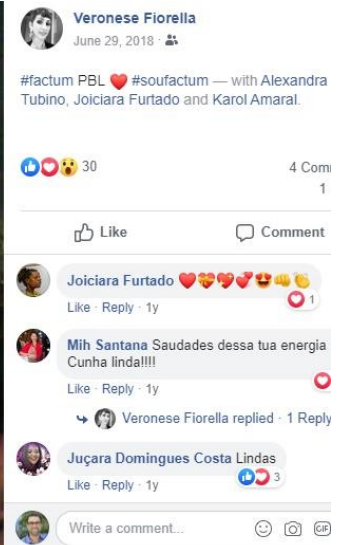 Veronese Fiorella
June 29, 2018 ·
#factum PBL ❤️ #soufactum — with Alexandra
Tubino, Joiciara Furtado and Karol Amaral.
30
4 Com
1
Like Comment
Joiciara Furtado ❤️💝💖💕🤩👊👏
1
Like · Reply · 1y
Mih Santana Saudades dessa tua energia
Cunha linda!!!!
Like · Reply · 1y
Veronese Fiorella replied · 1 Reply
Juçara Domingues Costa Lindas
3
Like · Reply · 1y
Write a comment...
GIF